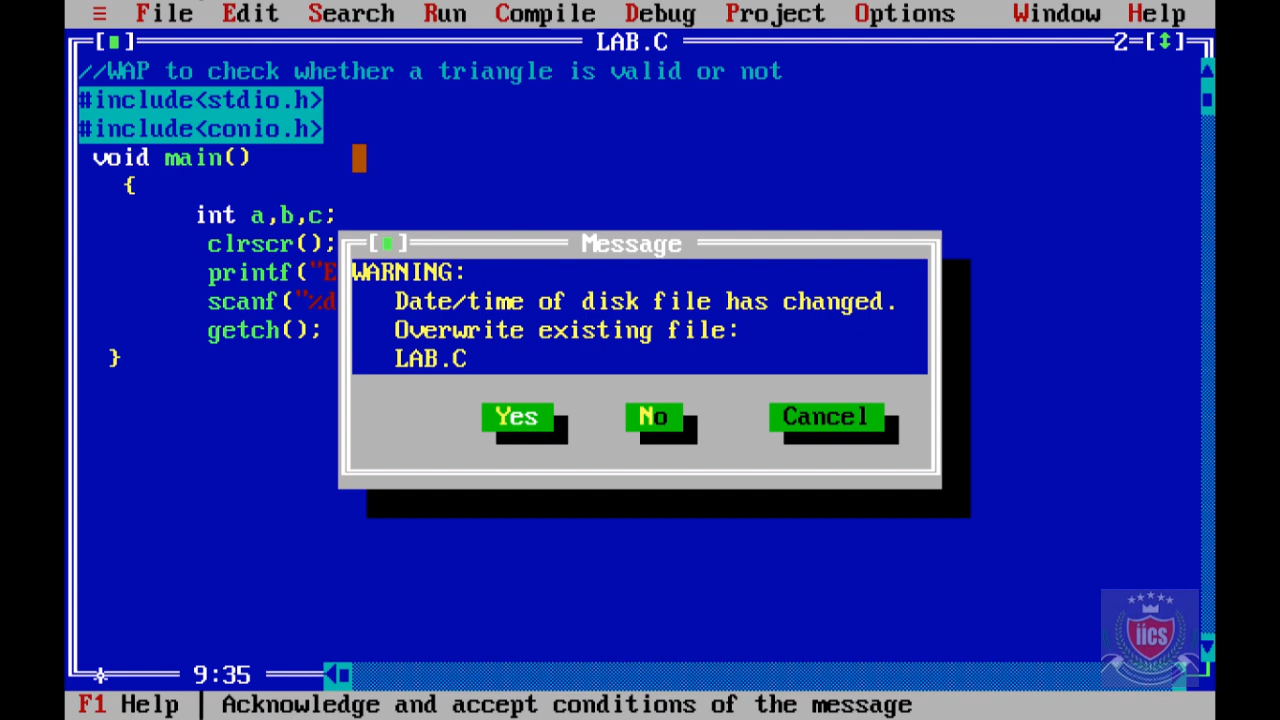 ≡ File Edit Search Run Compile Debug Project Options Window Help
[■] LAB.C 2=[↕]
//WAP to check whether a triangle is valid or not
#include<stdio.h>
#include<conio.h>
void main()
{
int a,b,c;
clrscr();
printf("E
scanf("%d
getch();
}
[■] Message
WARNING:
Date/time of disk file has changed.
Overwrite existing file:
LAB.C
Yes No Cancel
iics
9:35
F1 Help | Acknowledge and accept conditions of the message